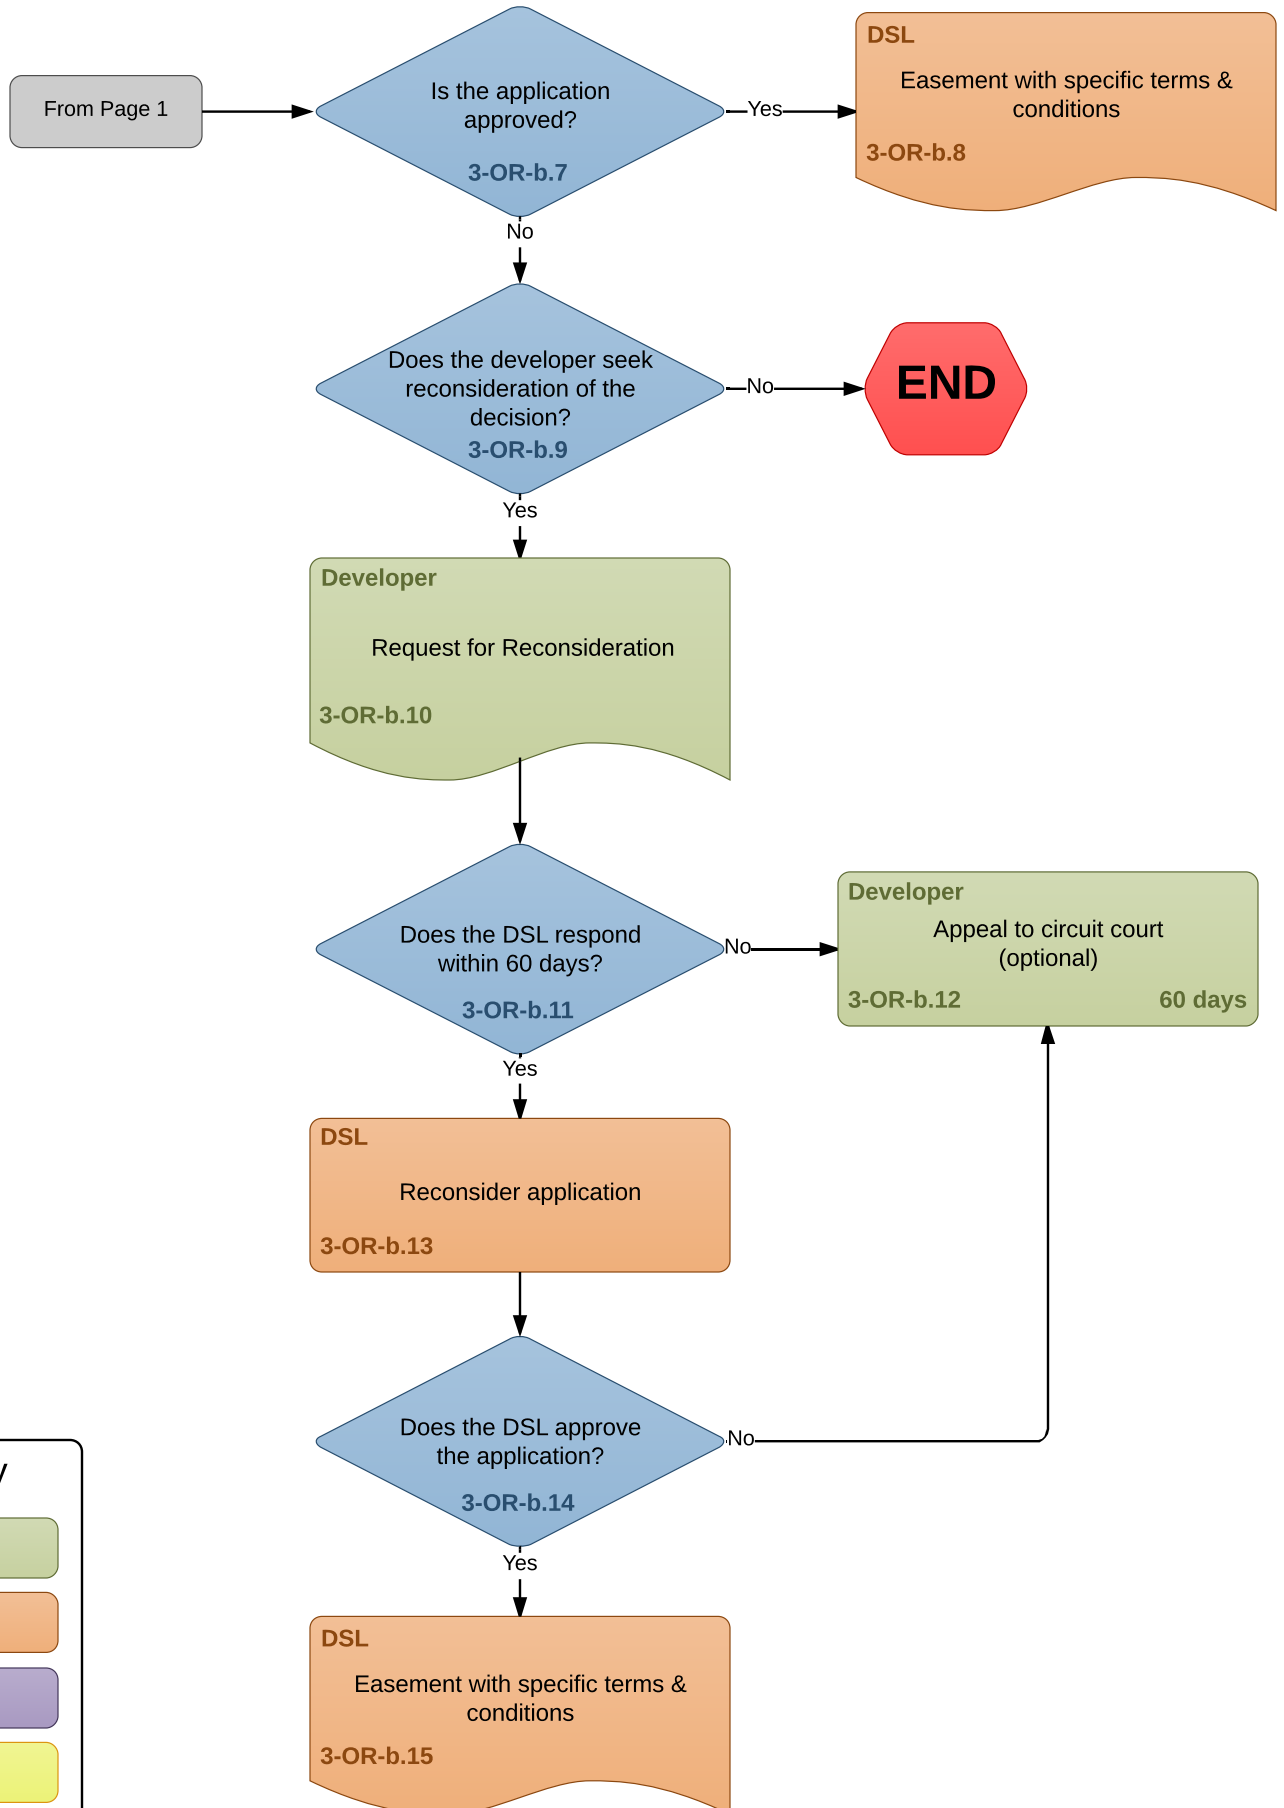 From Page 1
Is the application
approved?
3-OR-b.7
Yes
DSL
Easement with specific terms &
conditions
3-OR-b.8
No
Does the developer seek
reconsideration of the
decision?
3-OR-b.9
No
END
Yes
Developer
Request for Reconsideration
3-OR-b.10
Does the DSL respond
within 60 days?
3-OR-b.11
No
Developer
Appeal to circuit court
(optional)
3-OR-b.12
60 days
Yes
DSL
Reconsider application
3-OR-b.13
Does the DSL approve
the application?
3-OR-b.14
No
Yes
DSL
Easement with specific terms &
conditions
3-OR-b.15